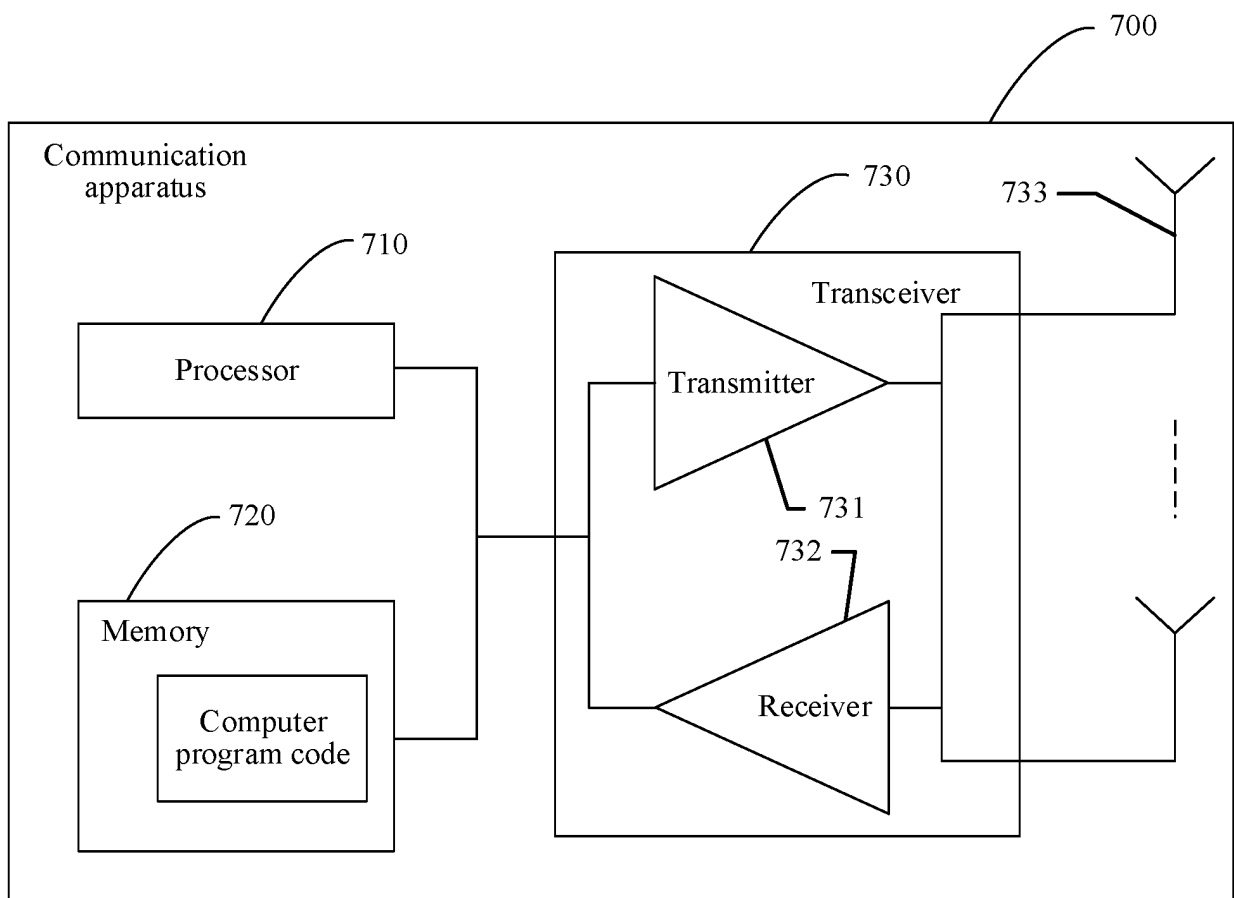 700
Communication
apparatus
730
733
710
Transceiver
Processor
Transmitter
731
720
732
Memory
Receiver
Computer
program code